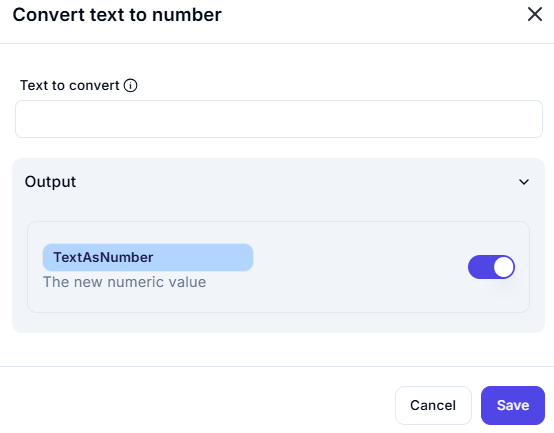 Convert text to number
Text to convert
Output
TextAsNumber
The new numeric value
Cancel
Save